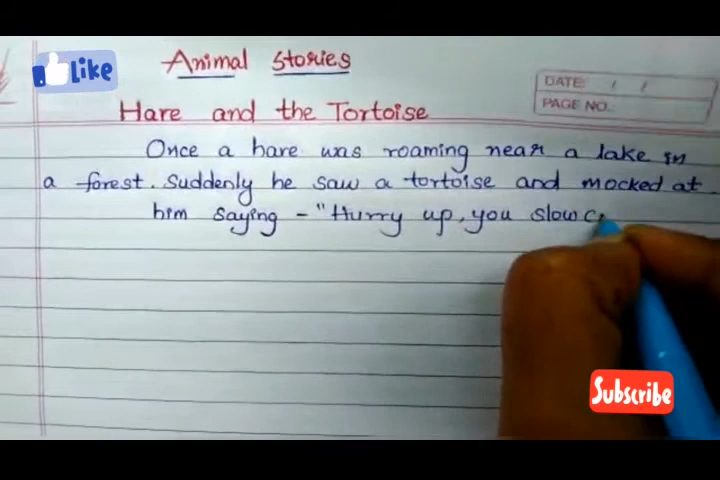 Like
Animal Stories
DATE: / /
PAGE NO.
Hare and the Tortoise
Once a hare was roaming near a lake in
a forest. Suddenly he saw a tortoise and mocked at
him saying - "Hurry up, you slow
Subscribe